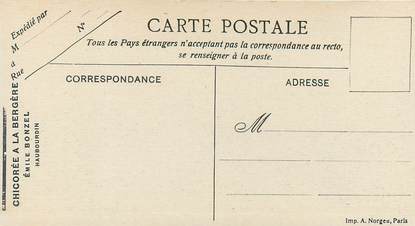 CARTE POSTALE
Tous les Pays étrangers n'acceptant pas la correspondance au recto,
se renseigner à la poste.
Expédié par
M
à
Rue
N°
CORRESPONDANCE
ADRESSE
M
CHICORÉE A LA BERGÈRE
ÉMILE BONZEL
HAUBOURDIN
Imp. A. Norgeu, Paris